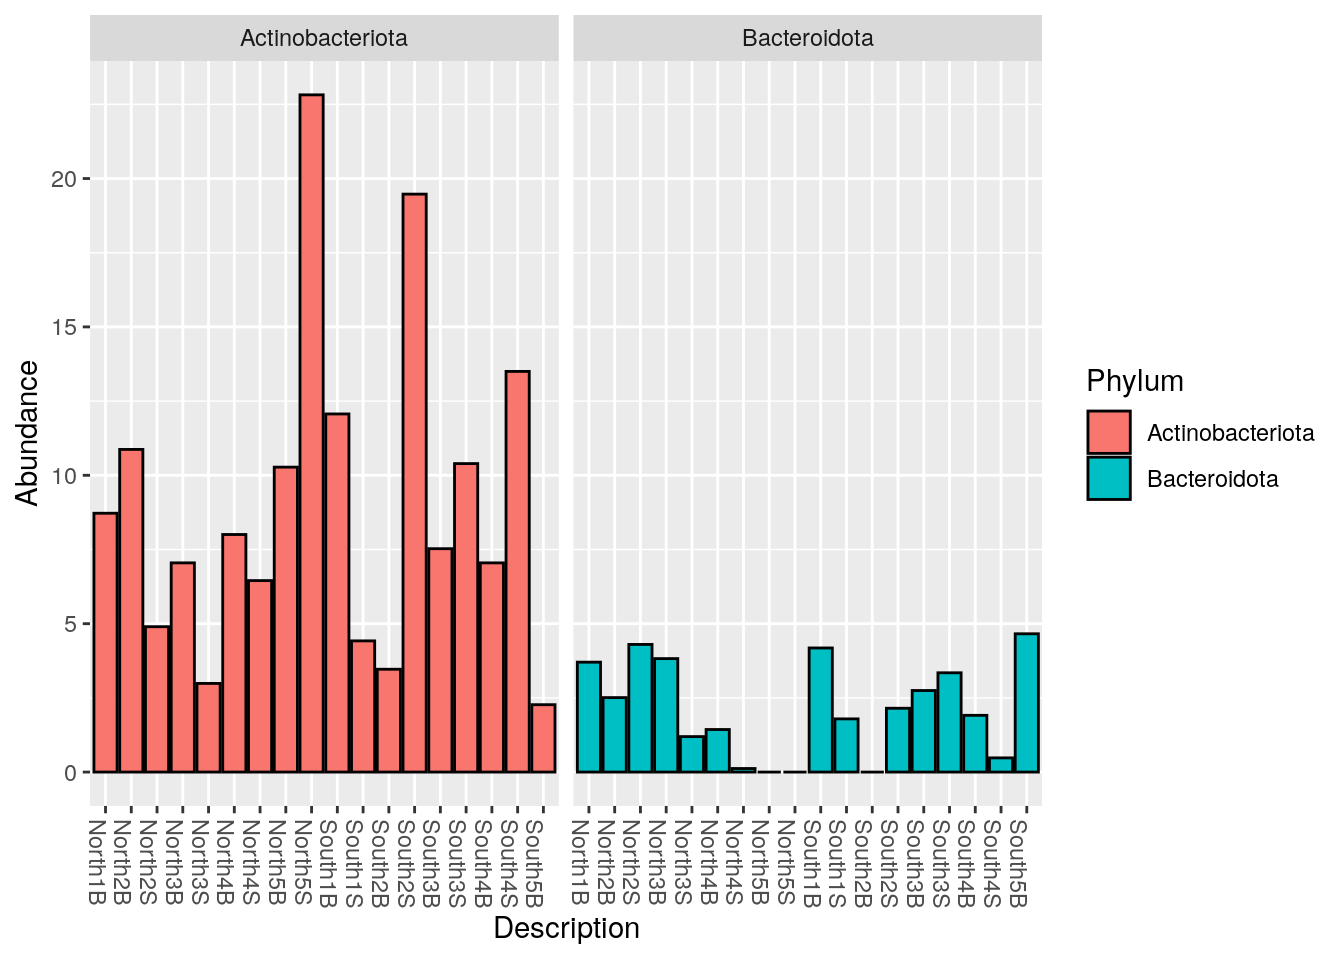 Actinobacteriota
Bacteroidota
Abundance
20
15
10
5
0
North1B
North2B
North2S
North3B
North3S
North4B
North4S
North5B
North5S
South1B
South1S
South2B
South2S
South3B
South3S
South4B
South4S
South5B
North1B
North2B
North2S
North3B
North3S
North4B
North4S
North5B
North5S
South1B
South1S
South2B
South2S
South3B
South3S
South4B
South4S
South5B
Description
Phylum
Actinobacteriota
Bacteroidota